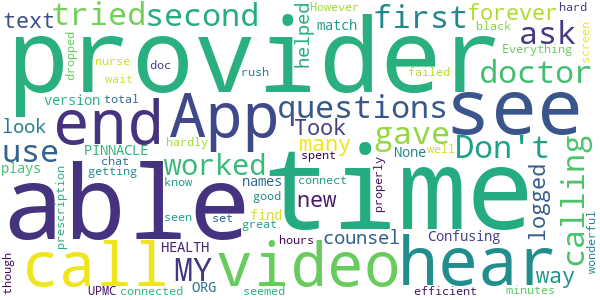 text tried second first forever However hard
dropped nurse doc rush helped match black ask Everything
provider wait failed screen
version total doctor
end App see
look questions gave
use PINNACLE Took many Don't
plays chat getting worked None well
able time
prescription know names spent connect properly
good new logged calling
seen set find
great counsel way wonderful
HEALTH hours Confusing
call MY video hear
though ORG
UPMC connected seemed efficient minutes